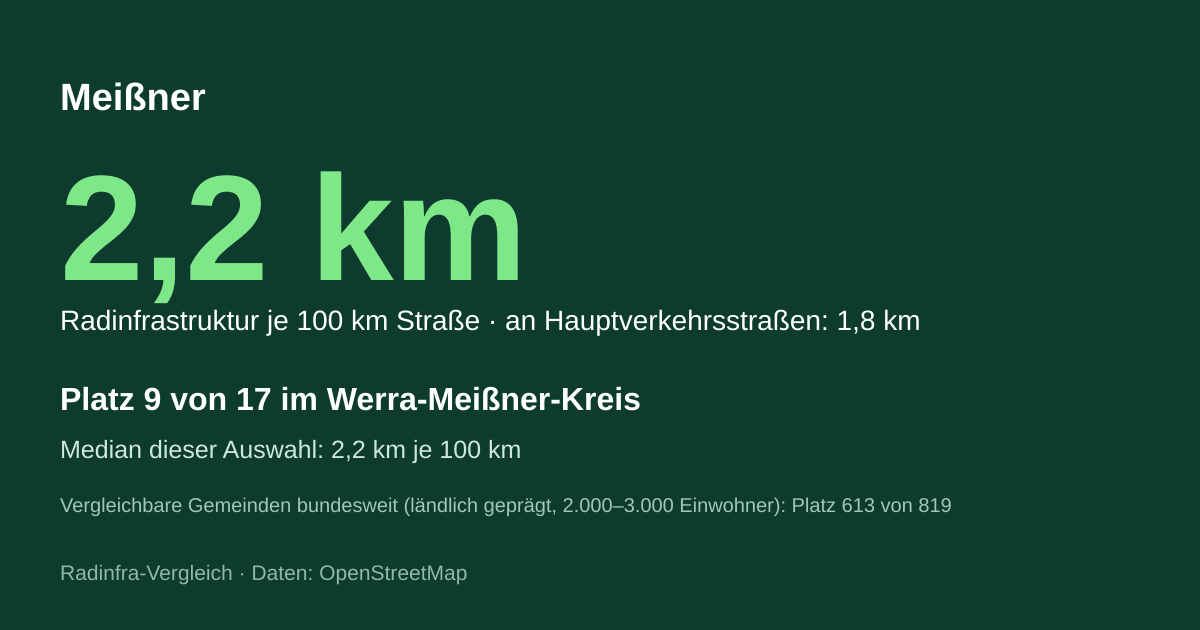 Meißner
2,2 km
Radinfrastruktur je 100 km Straße · an Hauptverkehrsstraßen: 1,8 km
Platz 9 von 17 im Werra-Meißner-Kreis
Median dieser Auswahl: 2,2 km je 100 km
Vergleichbare Gemeinden bundesweit (ländlich geprägt, 2.000–3.000 Einwohner): Platz 613 von 819
Radinfra-Vergleich · Daten: OpenStreetMap